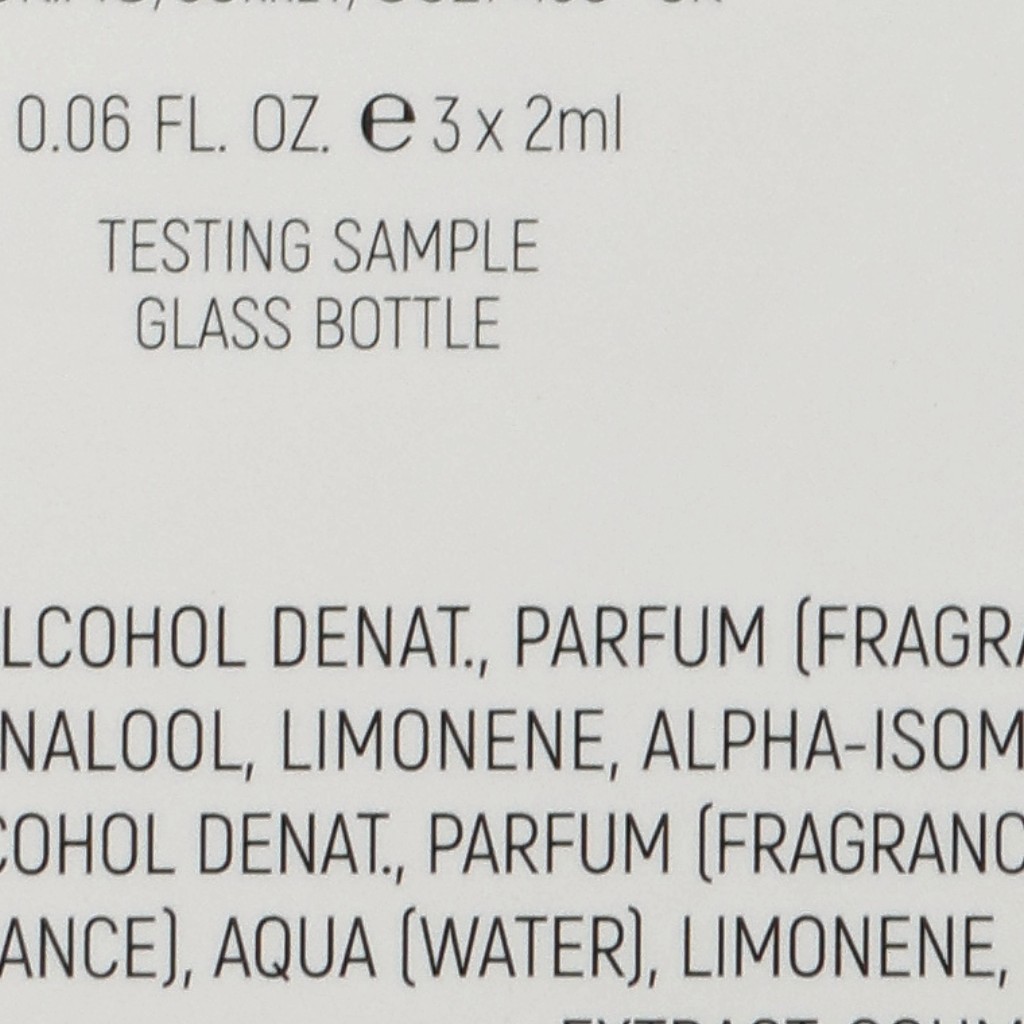 0.06 FL. OZ. ℮ 3 x 2ml
TESTING SAMPLE
GLASS BOTTLE
LCOHOL DENAT., PARFUM (FRAGRA
NALOOL, LIMONENE, ALPHA-ISOM
COHOL DENAT., PARFUM (FRAGRANC
ANCE), AQUA (WATER), LIMONENE,